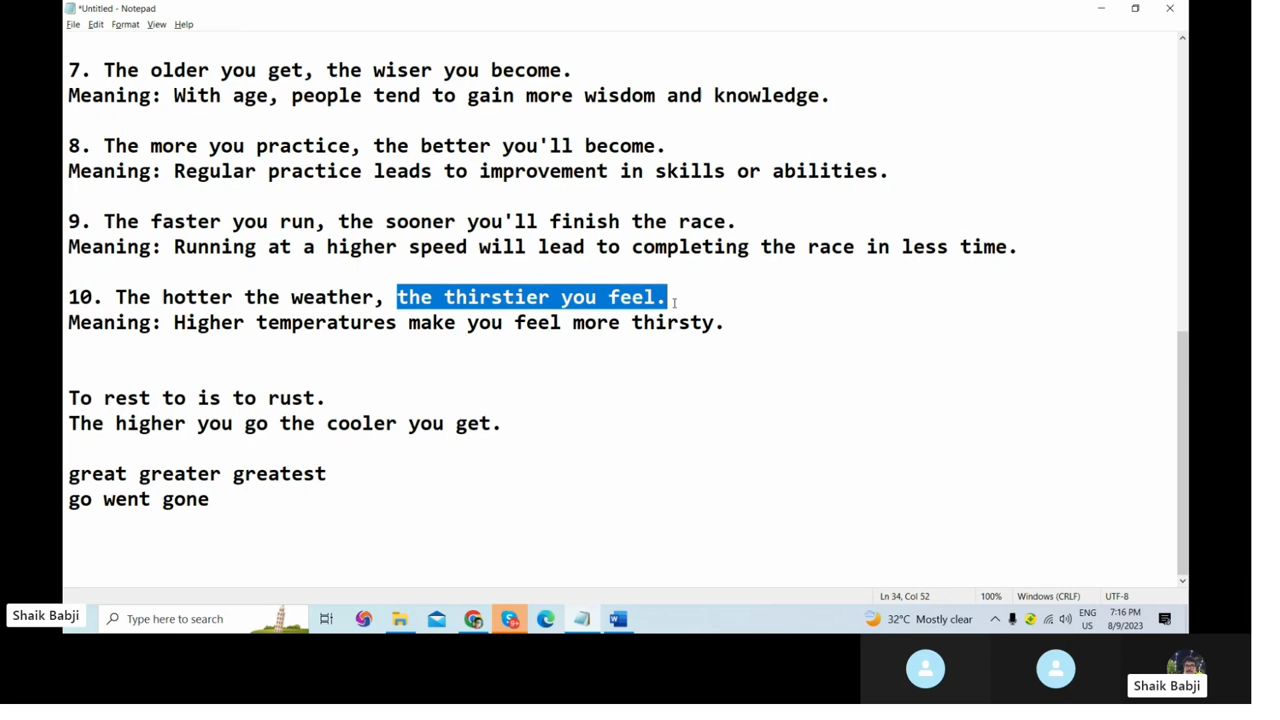 *Untitled - Notepad
File Edit Format View Help
7. The older you get, the wiser you become.
Meaning: With age, people tend to gain more wisdom and knowledge.
8. The more you practice, the better you'll become.
Meaning: Regular practice leads to improvement in skills or abilities.
9. The faster you run, the sooner you'll finish the race.
Meaning: Running at a higher speed will lead to completing the race in less time.
10. The hotter the weather, the thirstier you feel.
Meaning: Higher temperatures make you feel more thirsty.
To rest to is to rust.
The higher you go the cooler you get.
great greater greatest
go went gone
Ln 34, Col 52 100% Windows (CRLF) UTF-8
Shaik Babji
Type here to search
32°C Mostly clear
ENG
US
7:16 PM
8/9/2023
Shaik Babji